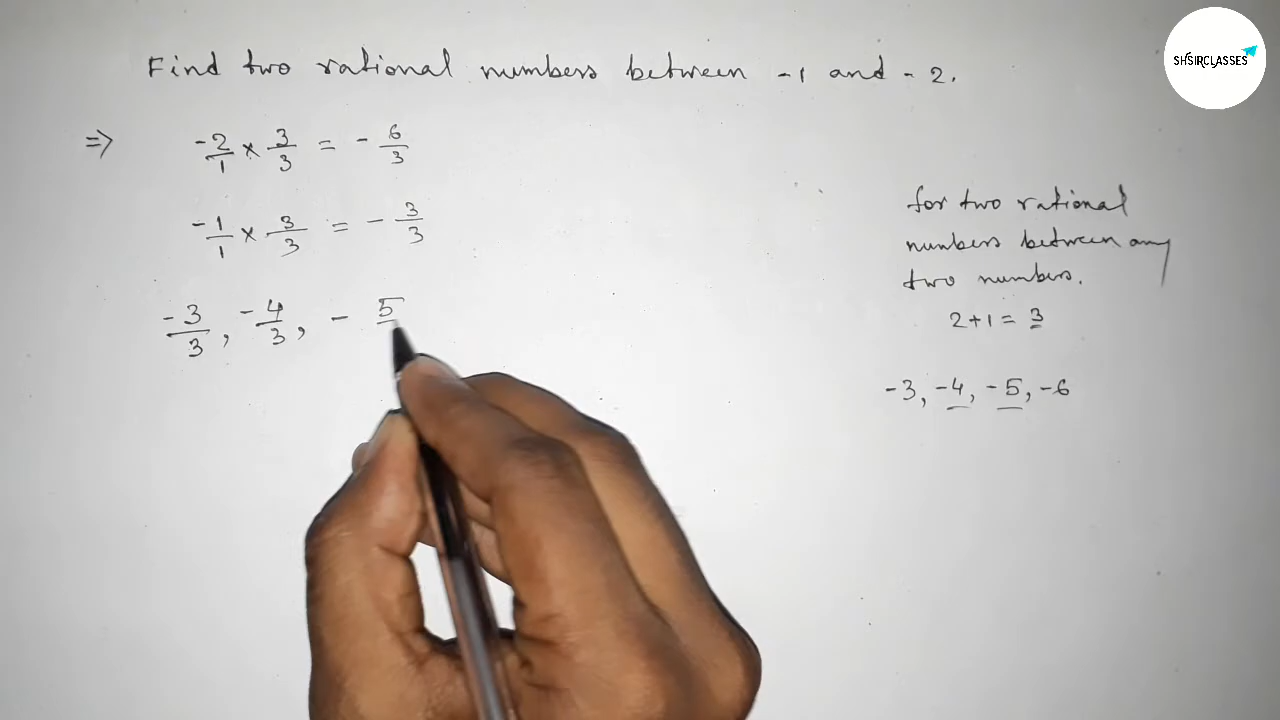 Find two rational numbers between -1 and -2.
SHSIRCLASSES
=> -2/1 × 3/3 = - 6/3
-1/1 × 3/3 = - 3/3
-3/3, -4/3, - 5
for two rational
numbers between any
two numbers.
2+1 = 3
-3, -4, -5, -6